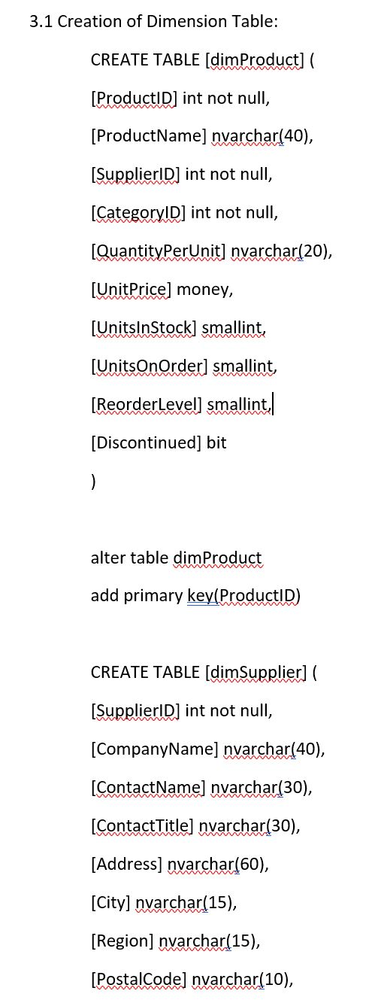 3.1 Creation of Dimension Table:
CREATE TABLE [dimProduct] (
[ProductID] int not null,
[ProductName] nvarchar(40),
[SupplierID] int not null,
[CategoryID] int not null,
[QuantityPerUnit] nvarchar(20),
[UnitPrice] money,
[UnitsInStock] smallint,
[UnitsOnOrder] smallint,
[ReorderLevel] smallint,
[Discontinued] bit
)
alter table dimProduct
add primary key(ProductID)
CREATE TABLE [dimSupplier] (
[SupplierID] int not null,
[CompanyName] nvarchar(40),
[ContactName] nvarchar(30),
[ContactTitle] nvarchar(30),
[Address] nvarchar(60),
[City] nvarchar(15),
[Region] nvarchar(15),
[PostalCode] nvarchar(10),